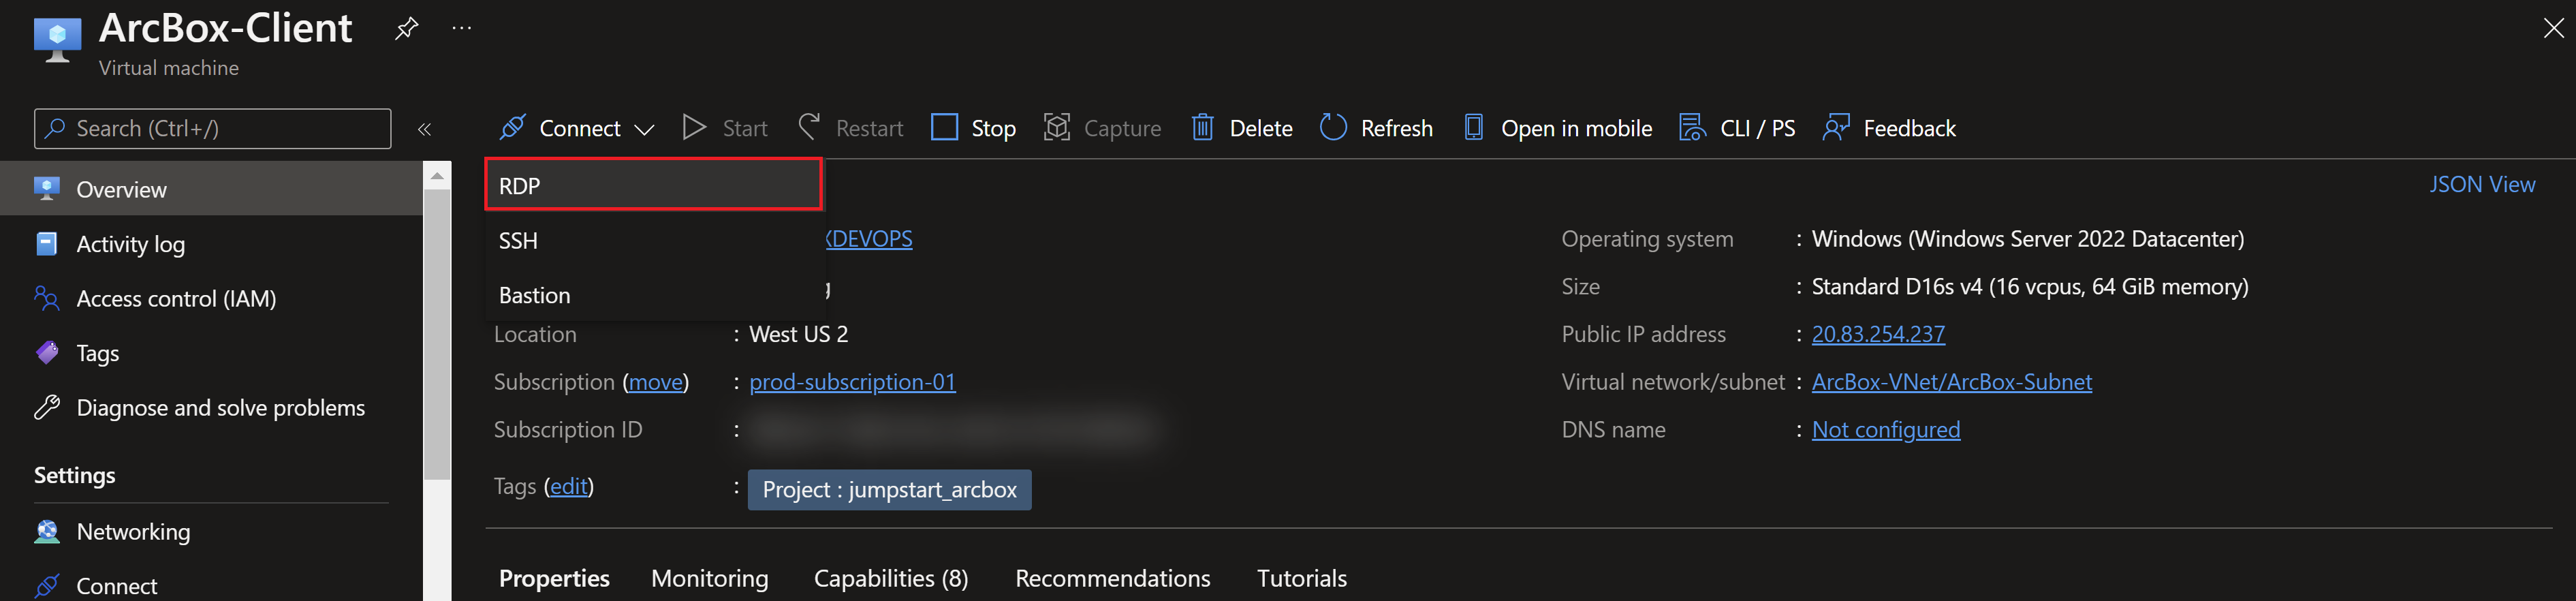 ArcBox-Client
Virtual machine
Search (Ctrl+/)
Connect Start Restart Stop Capture Delete Refresh Open in mobile CLI / PS Feedback
Overview
Activity log
Access control (IAM)
Tags
Diagnose and solve problems
Settings
Networking
Connect
RDP
SSH
Bastion
JSON View
XDEVOPS
Location : West US 2
Subscription (move) : prod-subscription-01
Subscription ID :
Tags (edit) : Project : jumpstart_arcbox
Operating system : Windows (Windows Server 2022 Datacenter)
Size : Standard D16s v4 (16 vcpus, 64 GiB memory)
Public IP address : 20.83.254.237
Virtual network/subnet : ArcBox-VNet/ArcBox-Subnet
DNS name : Not configured
Properties Monitoring Capabilities (8) Recommendations Tutorials